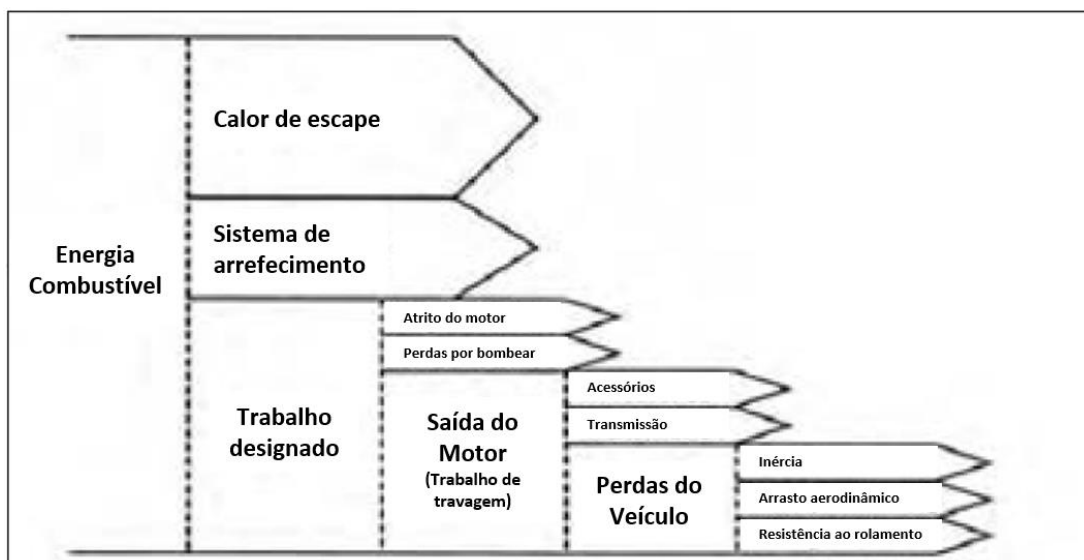 Calor de escape
Energia
Combustível
Sistema de
arrefecimento
Trabalho
designado
Atrito do motor
Perdas por bombear
Saída do
Motor
(Trabalho de
travagem)
Acessórios
Transmissão
Perdas do
Veículo
Inércia
Arrasto aerodinâmico
Resistência ao rolamento